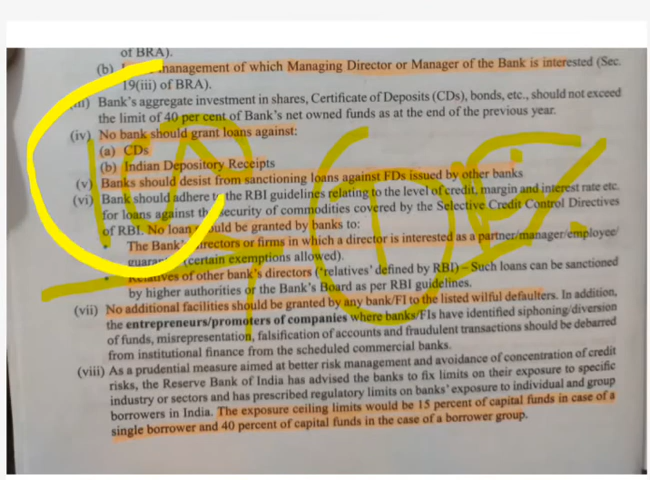 of BRA).
(b) management of which Managing Director or Manager of the Bank is interested (Sec.
19(iii) of BRA).
Bank's aggregate investment in shares, Certificate of Deposits (CDs), bonds, etc., should not exceed
the limit of 40 per cent of Bank's net owned funds as at the end of the previous year.
(iv) No bank should grant loans against:
(a) CDs
(b) Indian Depository Receipts
(v) Banks should desist from sanctioning loans against FDs issued by other banks
(vi) Bank should adhere to the RBI guidelines relating to the level of credit, margin and interest rate etc.
for loans against the security of commodities covered by the Selective Credit Control Directives
of RBI. No loan should be granted by banks to:
• The Bank's directors or firms in which a director is interested as a partner/manager/employee/
(certain exemptions allowed).
• Relatives of other bank's directors ('relatives' defined by RBI) – Such loans can be sanctioned
by higher authorities or the Bank's Board as per RBI guidelines.
(vii) No additional facilities should be granted by any bank/FI to the listed wilful defaulters. In addition,
the entrepreneurs/promoters of companies where banks/FIs have identified siphoning/diversion
of funds, misrepresentation, falsification of accounts and fraudulent transactions should be debarred
from institutional finance from the scheduled commercial banks.
(viii) As a prudential measure aimed at better risk management and avoidance of concentration of credit
risks, the Reserve Bank of India has advised the banks to fix limits on their exposure to specific
industry or sectors and has prescribed regulatory limits on banks' exposure to individual and group
borrowers in India. The exposure ceiling limits would be 15 percent of capital funds in case of a
single borrower and 40 percent of capital funds in the case of a borrower group.